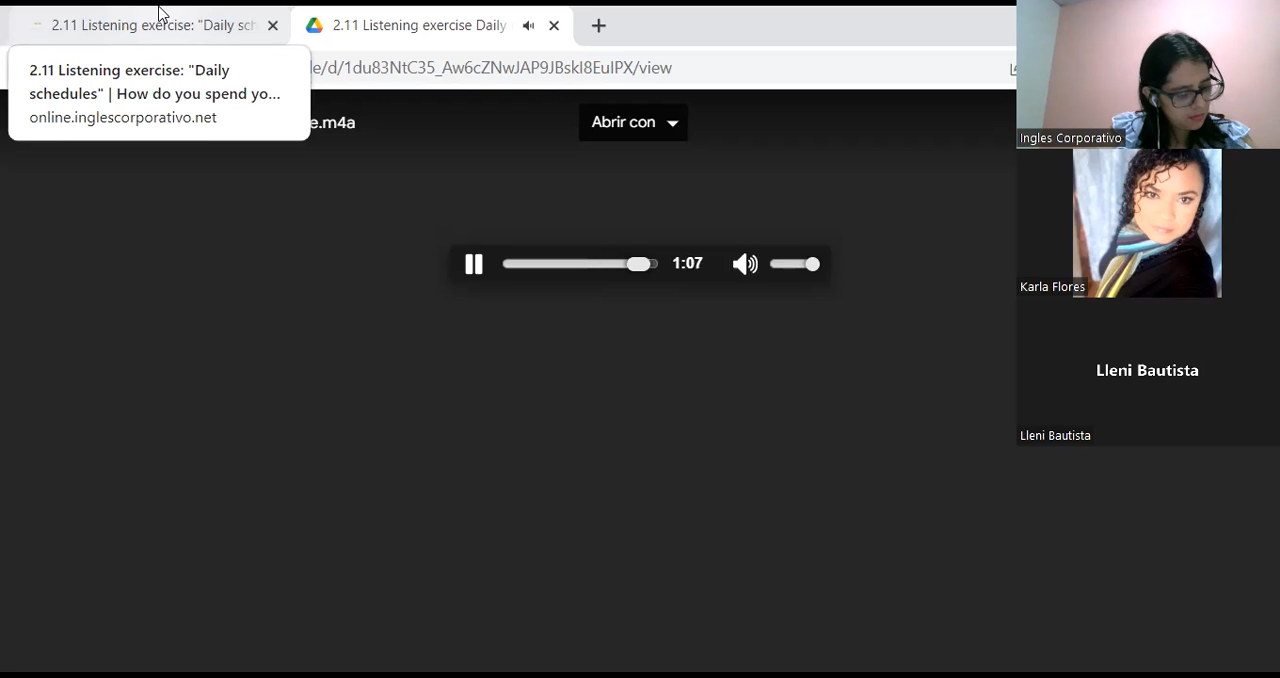 2.11 Listening exercise: "Daily sch
2.11 Listening exercise Daily
2.11 Listening exercise: "Daily
schedules" | How do you spend yo...
online.inglescorporativo.net
le/d/1du83NtC35_Aw6cZNwJAP9JBskI8EulPX/view
e.m4a
Abrir con
1:07
Ingles Corporativo
Karla Flores
Lleni Bautista
Lleni Bautista